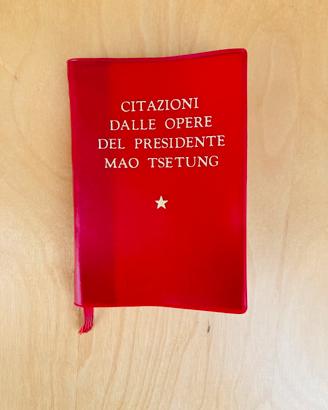 CITAZIONI
DALLE OPERE
DEL PRESIDENTE
MAO TSETUNG